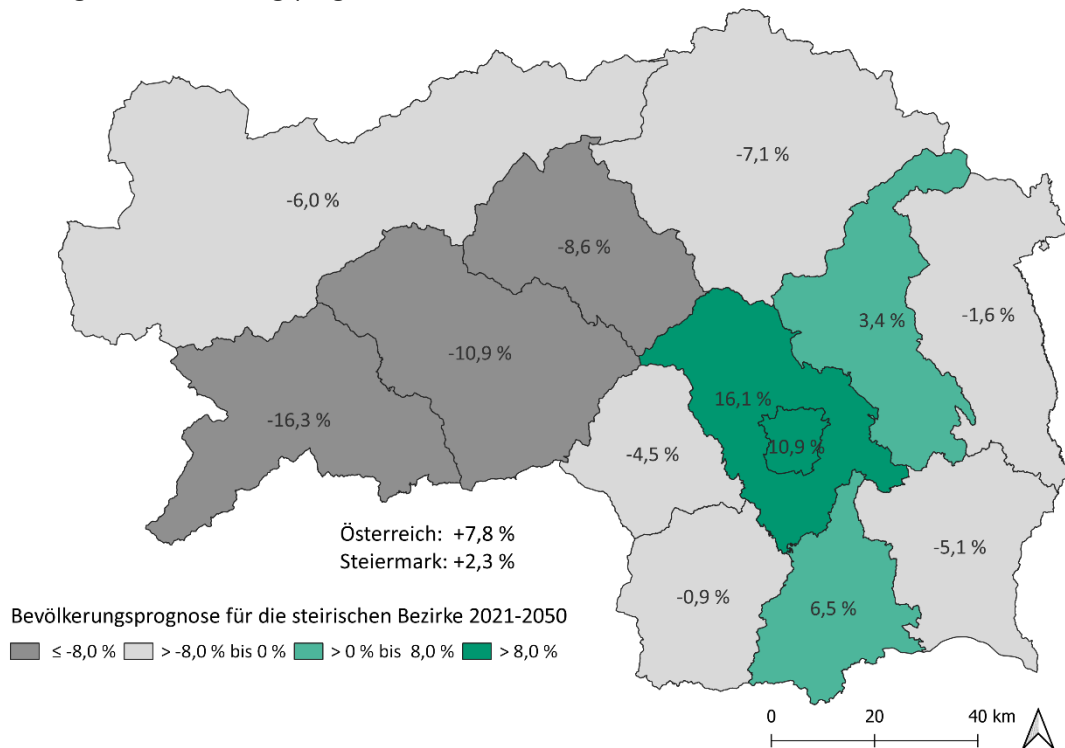 -7,1 %
-6,0 %
-8,6 %
3,4 %
-1,6 %
-10,9 %
16,1 %
-16,3 %
10,9 %
-4,5 %
Österreich: +7,8 %
Steiermark: +2,3 %
-5,1 %
-0,9 %
6,5 %
Bevölkerungsprognose für die steirischen Bezirke 2021-2050
≤ -8,0 % > -8,0 % bis 0 % > 0 % bis 8,0 % > 8,0 %
0 20 40 km